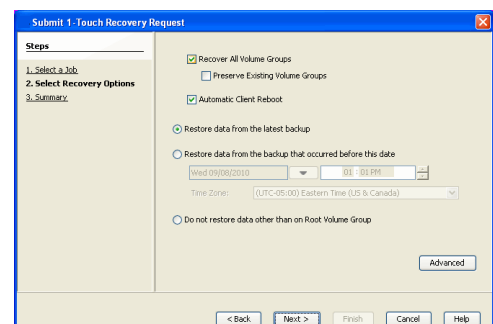 Submit 1-Touch Recovery Request
Steps
1. Select a Job
2. Select Recovery Options
3. Summary
Recover All Volume Groups
Preserve Existing Volume Groups
Automatic Client Reboot
Restore data from the latest backup
Restore data from the backup that occurred before this date
Wed 09/08/2010 01 : 01 PM
Time Zone: (UTC-05:00) Eastern Time (US & Canada)
Do not restore data other than on Root Volume Group
Advanced
< Back Next > Finish Cancel Help